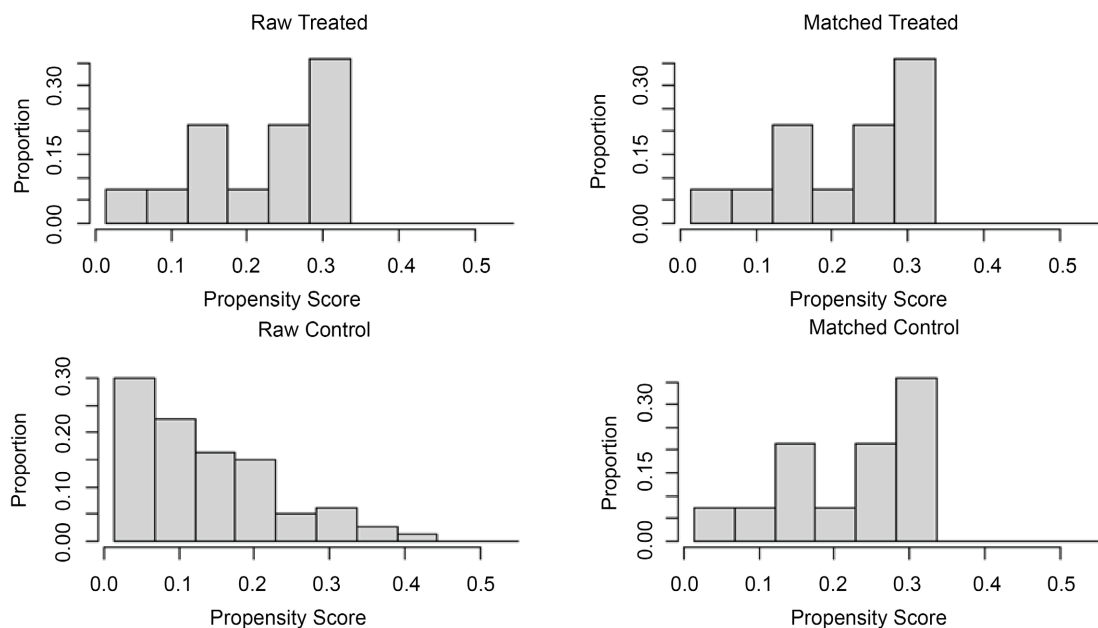 Raw Treated
Proportion
0.30
0.15
0.00
0.0 0.1 0.2 0.3 0.4 0.5
Propensity Score
Matched Treated
Proportion
0.30
0.15
0.00
0.0 0.1 0.2 0.3 0.4 0.5
Propensity Score
Raw Control
Proportion
0.30
0.20
0.10
0.00
0.0 0.1 0.2 0.3 0.4 0.5
Propensity Score
Matched Control
Proportion
0.30
0.15
0.00
0.0 0.1 0.2 0.3 0.4 0.5
Propensity Score